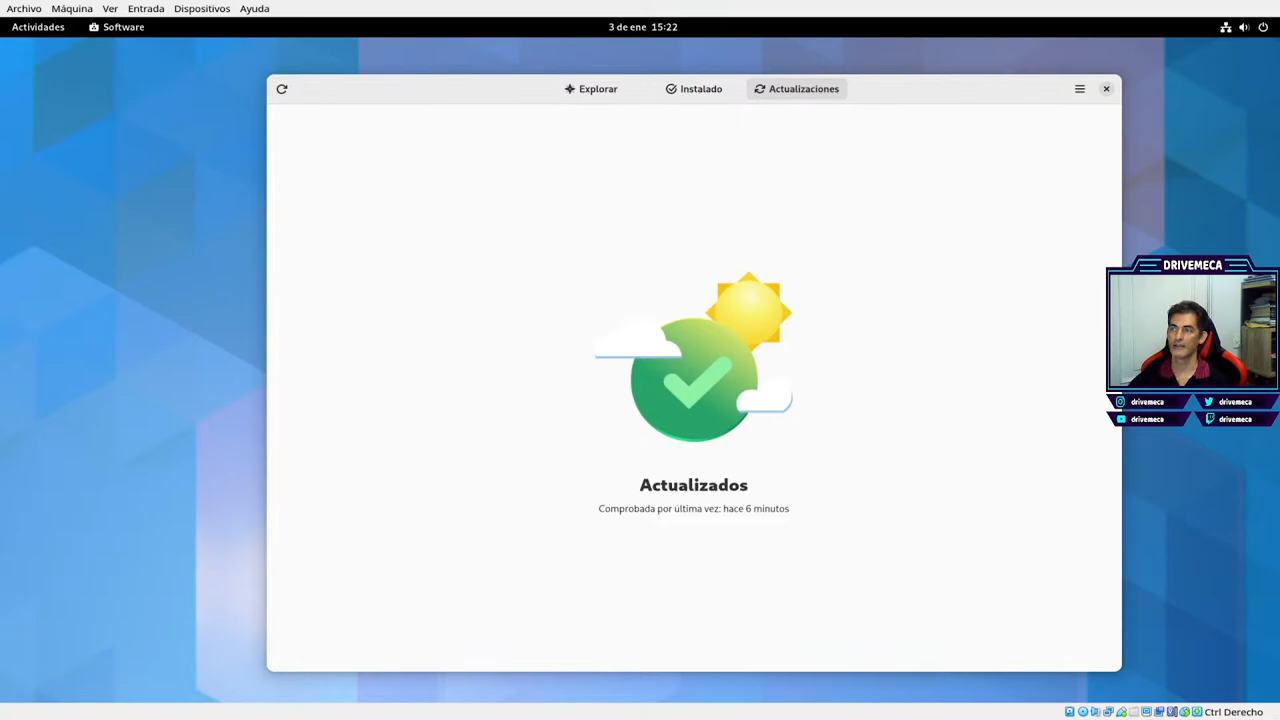 Archivo Máquina Ver Entrada Dispositivos Ayuda
Actividades Software 3 de ene 15:22
Explorar Instalado Actualizaciones
DRIVEMECA
drivemeca drivemeca
drivemeca drivemeca
Actualizados
Comprobada por última vez: hace 6 minutos
Ctrl Derecho